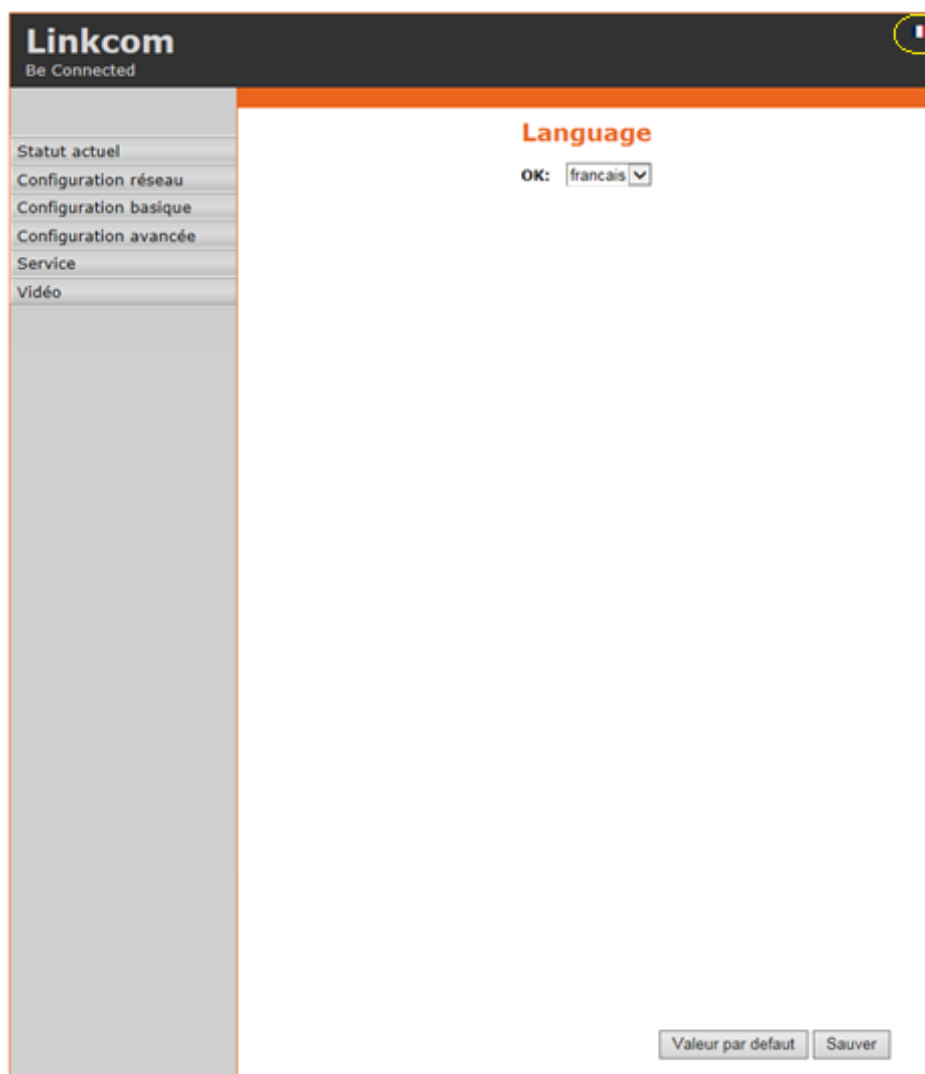 Linkcom
Be Connected
Statut actuel
Configuration réseau
Configuration basique
Configuration avancée
Service
Vidéo
Language
OK: francais
Valeur par defaut Sauver